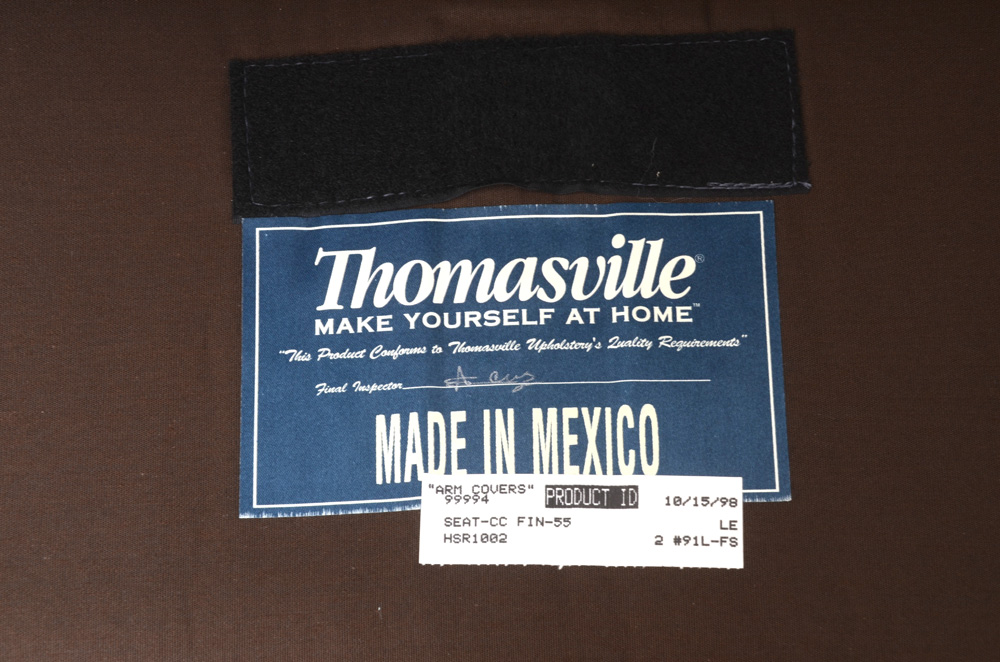 Thomasville®
MAKE YOURSELF AT HOME™
"This Product Conforms to Thomasville Upholstery's Quality Requirements"
Final Inspector
MADE IN MEXICO
"ARM COVERS" PRODUCT ID 10/15/98
99994
SEAT-CC FIN-55 LE
HSR1002 2 #91L-FS